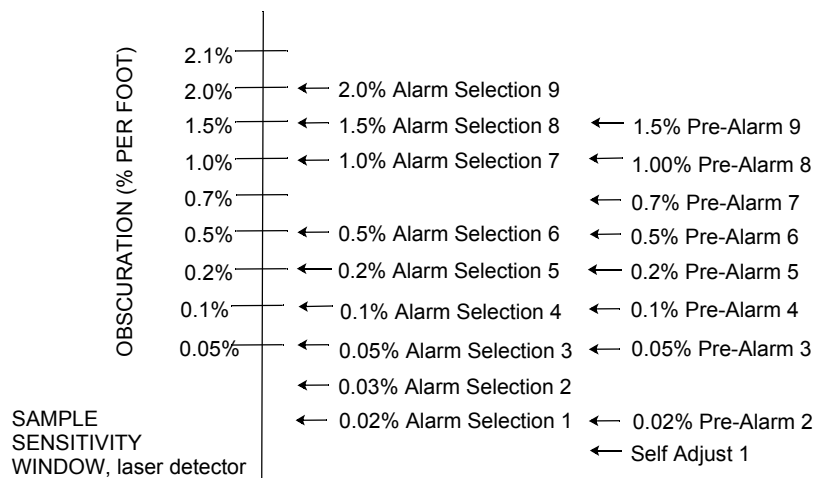 OBSCURATION (% PER FOOT)
2.1%
2.0% 2.0% Alarm Selection 9
1.5% 1.5% Alarm Selection 8 1.5% Pre-Alarm 9
1.0% 1.0% Alarm Selection 7 1.00% Pre-Alarm 8
0.7% 0.7% Pre-Alarm 7
0.5% 0.5% Alarm Selection 6 0.5% Pre-Alarm 6
0.2% 0.2% Alarm Selection 5 0.2% Pre-Alarm 5
0.1% 0.1% Alarm Selection 4 0.1% Pre-Alarm 4
0.05% 0.05% Alarm Selection 3 0.05% Pre-Alarm 3
0.03% Alarm Selection 2
0.02% Alarm Selection 1 0.02% Pre-Alarm 2
Self Adjust 1
SAMPLE
SENSITIVITY
WINDOW, laser detector